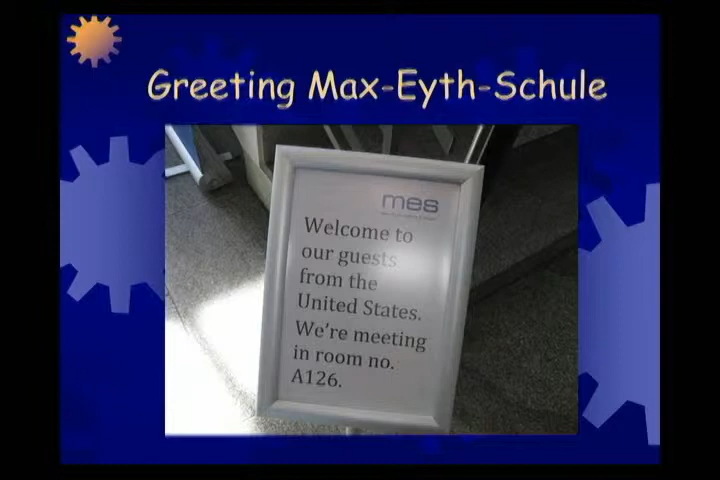 Greeting Max-Eyth-Schule
mes
Welcome to
our guests
from the
United States.
We're meeting
in room no.
A126.